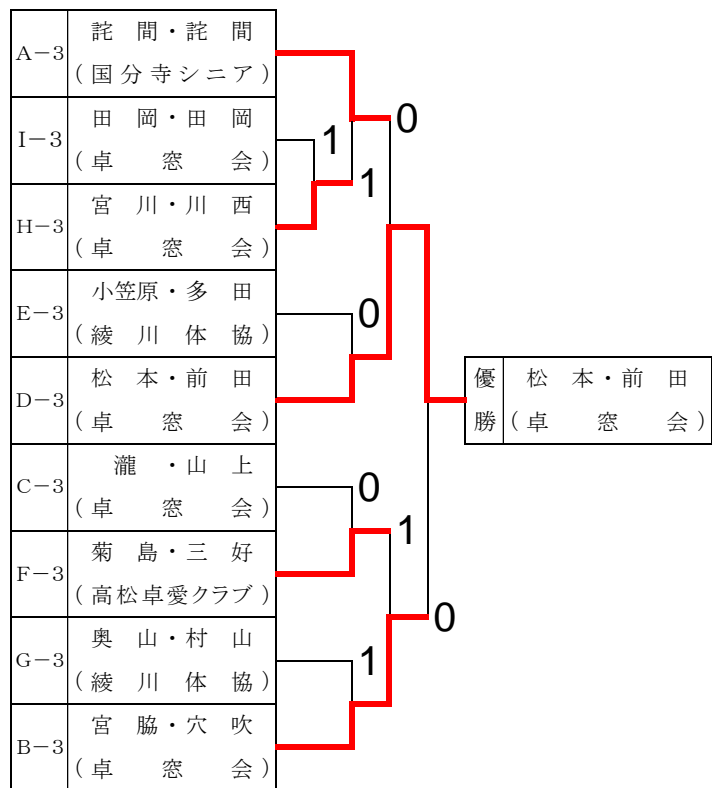 A-3 詫 間・詫 間
(国分寺シニア)
0
I-3 田 岡・田 岡
(卓 窓 会)
1
1
H-3 宮 川・川 西
(卓 窓 会)
E-3 小笠原・多 田
(綾 川 体 協)
0
D-3 松 本・前 田
(卓 窓 会)
優勝 松 本・前 田
(卓 窓 会)
C-3 瀧 ・山 上
(卓 窓 会)
0
1
F-3 菊 島・三 好
(高松卓愛クラブ)
0
G-3 奥 山・村 山
(綾 川 体 協)
1
B-3 宮 脇・穴 吹
(卓 窓 会)